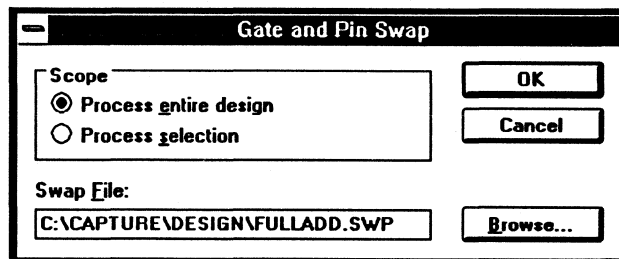 Gate and Pin Swap
Scope
Process entire design
Process selection
OK
Cancel
Swap File:
C:\CAPTURE\DESIGN\FULLADD.SWP
Browse...